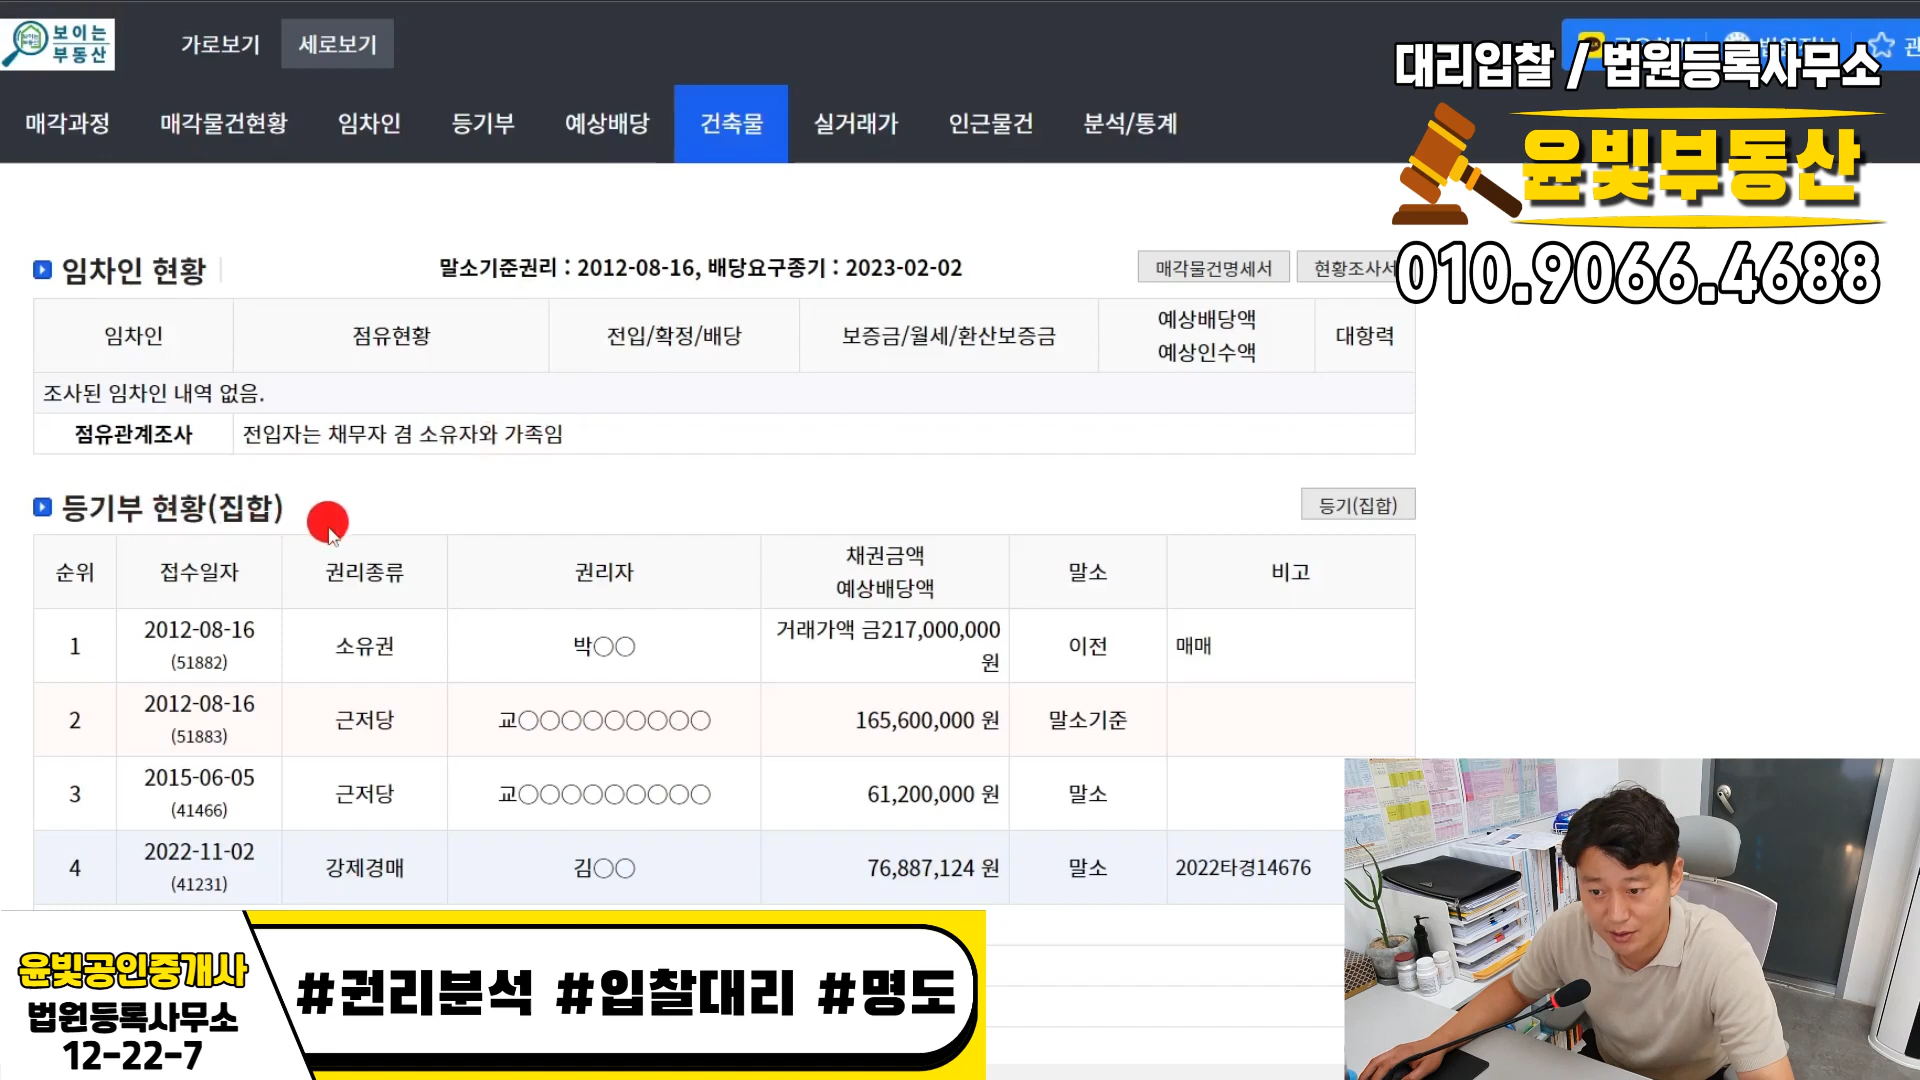 보이는
부동산
가로보기 세로보기
대리입찰 / 법원등록사무소
매각과정 매각물건현황 임차인 등기부 예상배당 건축물 실거래가 인근물건 분석/통계
윤빛부동산
010.9066.4688
임차인 현황
말소기준권리 : 2012-08-16, 배당요구종기 : 2023-02-02
매각물건명세서 현황조사서
임차인 점유현황 전입/확정/배당 보증금/월세/환산보증금 예상배당액 예상인수액 대항력
조사된 임차인 내역 없음.
점유관계조사 전입자는 채무자 겸 소유자와 가족임
등기부 현황(집합) 등기(집합)
순위 접수일자 권리종류 권리자 채권금액 예상배당액 말소 비고
1 2012-08-16 (51882) 소유권 박○○ 거래가액 금217,000,000원 이전 매매
2 2012-08-16 (51883) 근저당 교○○○○○○○○○ 165,600,000 원 말소기준
3 2015-06-05 (41466) 근저당 교○○○○○○○○○ 61,200,000 원 말소
4 2022-11-02 (41231) 강제경매 김○○ 76,887,124 원 말소 2022타경14676
윤빛공인중개사
법원등록사무소
12-22-7
#권리분석 #입찰대리 #명도